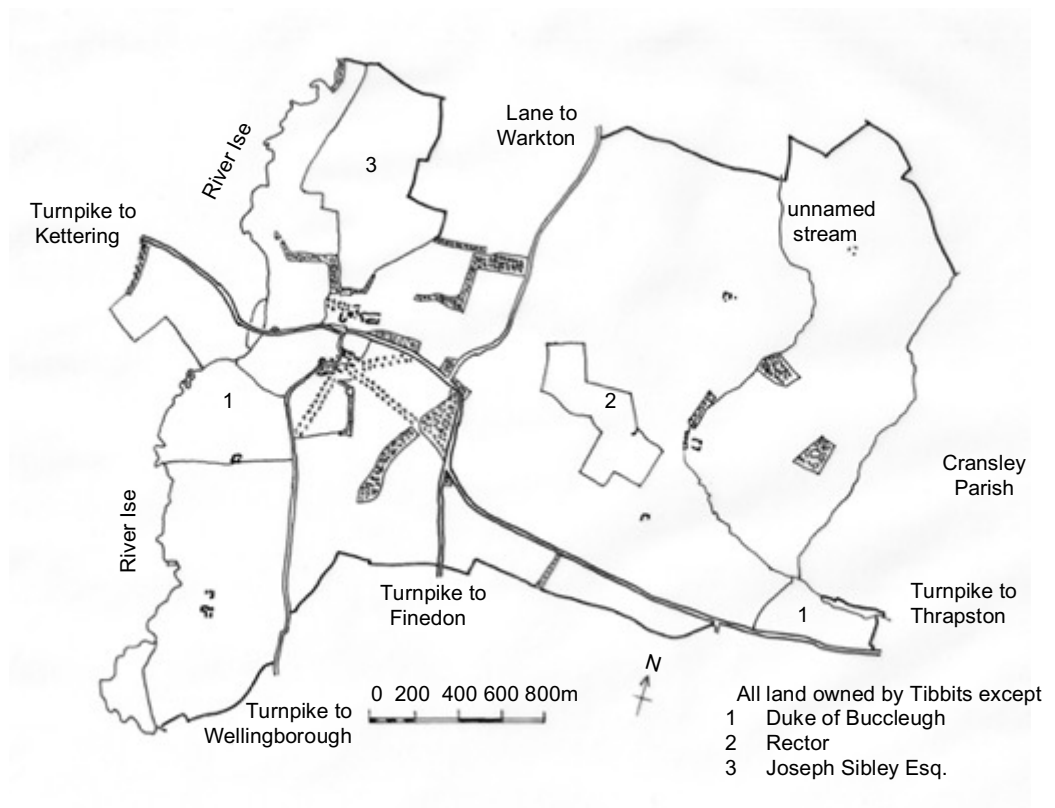 Lane to
Warkton
River Ise
3
Turnpike to
Kettering
unnamed
stream
1
2
Cransley
Parish
River Ise
Turnpike to
Finedon
1
Turnpike to
Thrapston
N
0 200 400 600 800m
Turnpike to
Wellingborough
All land owned by Tibbits except
1 Duke of Buccleugh
2 Rector
3 Joseph Sibley Esq.